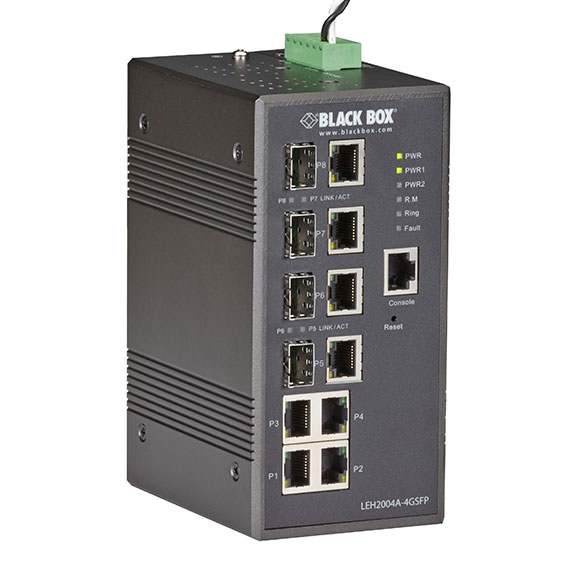 BLACK BOX®
www.blackbox.com
P8
P8 P7 LINK/ACT
P7
P6
P6 P5 LINK/ACT
P5
P3 P4
P1 P2
PWR
PWR1
PWR2
R.M
Ring
Fault
Console
Reset
LEH2004A-4GSFP